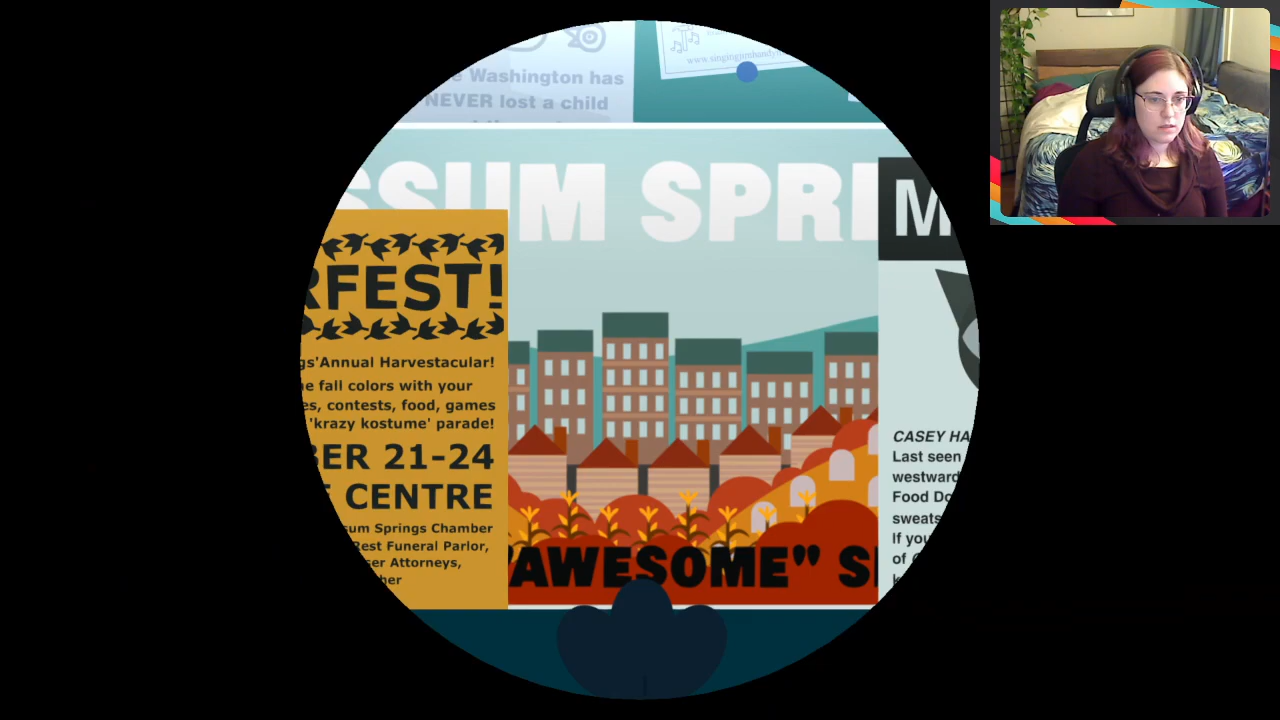 www.singingjimhandy
Washington has
NEVER lost a child
SSUM SPRI
RFEST!
gs'Annual Harvestacular!
he fall colors with your
es, contests, food, games
'krazy kostume' parade!
BER 21-24
CENTRE
ssum Springs Chamber
Rest Funeral Parlor,
ser Attorneys,
her
"AWESOME" S
M
CASEY HA
Last seen
westward
Food Do
sweats
If you
of